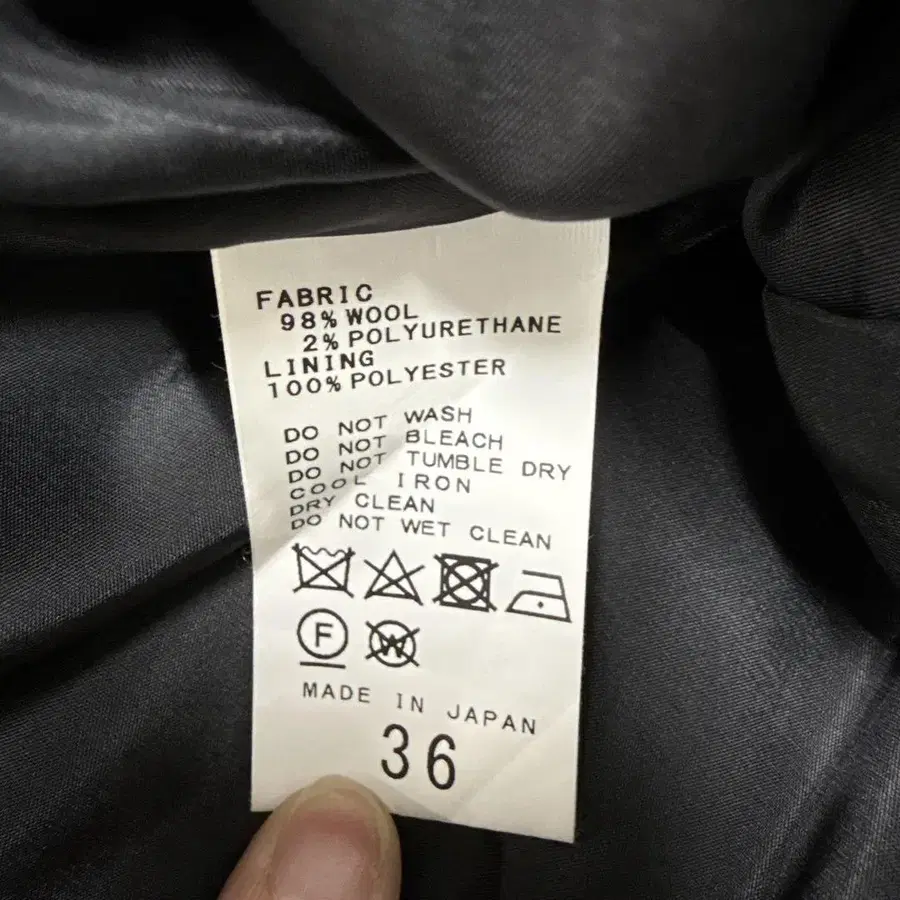 FABRIC
98% WOOL
2% POLYURETHANE
LINING
100% POLYESTER
DO NOT WASH
DO NOT BLEACH
DO NOT TUMBLE DRY
COOL IRON
DRY CLEAN
DO NOT WET CLEAN
F W
MADE IN JAPAN
36